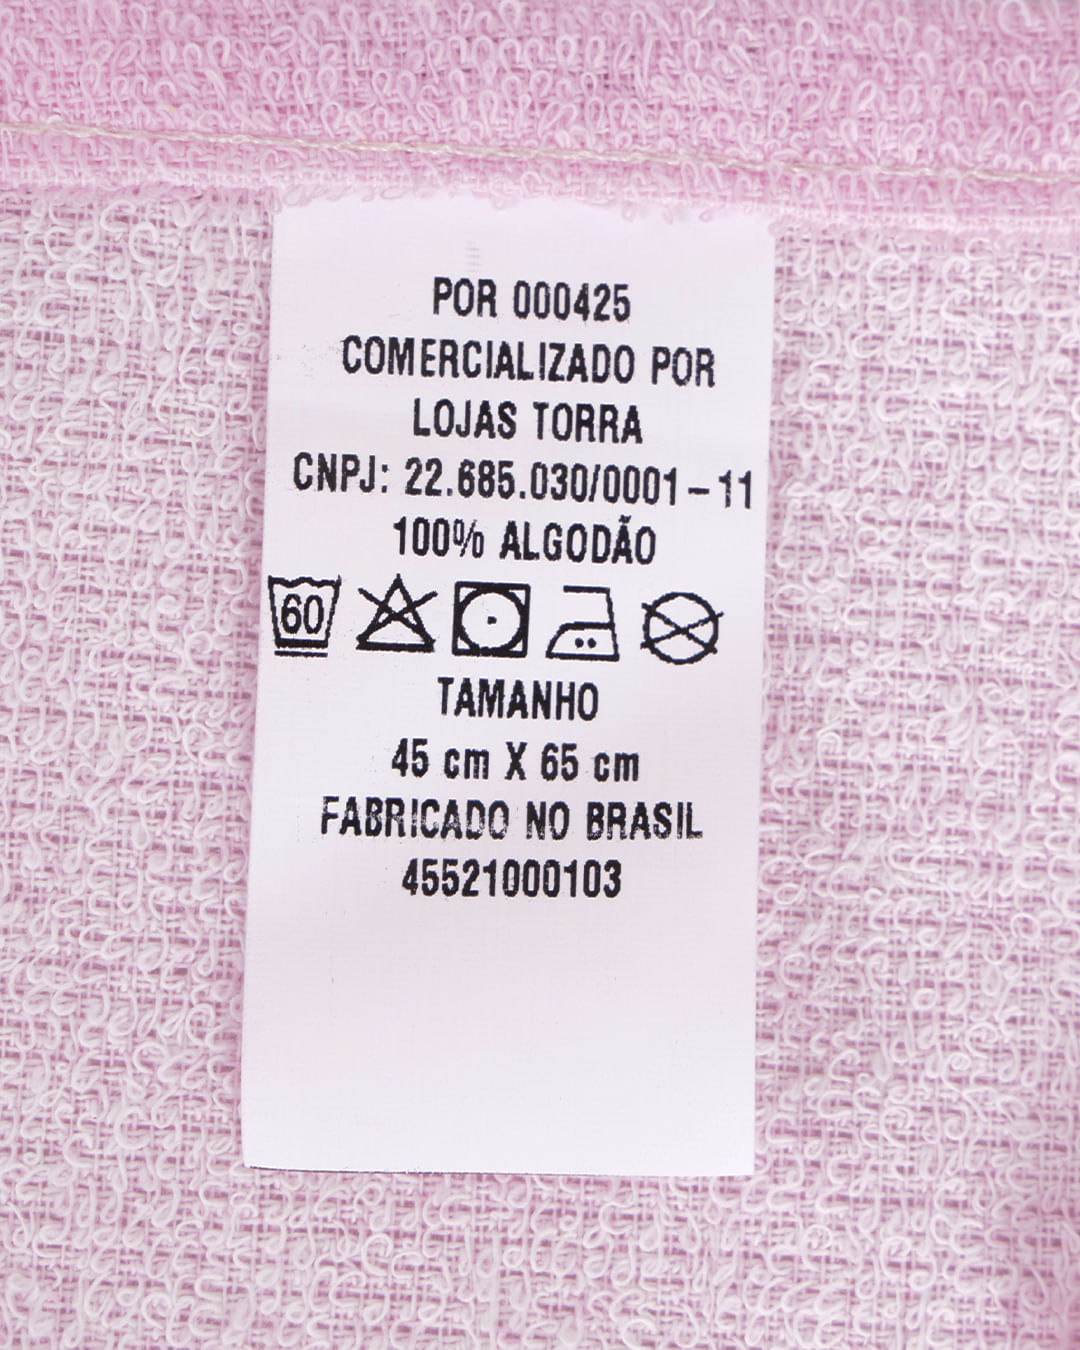 POR 000425
COMERCIALIZADO POR
LOJAS TORRA
CNPJ: 22.685.030/0001-11
100% ALGODÃO
60
TAMANHO
45 cm X 65 cm
FABRICADO NO BRASIL
45521000103